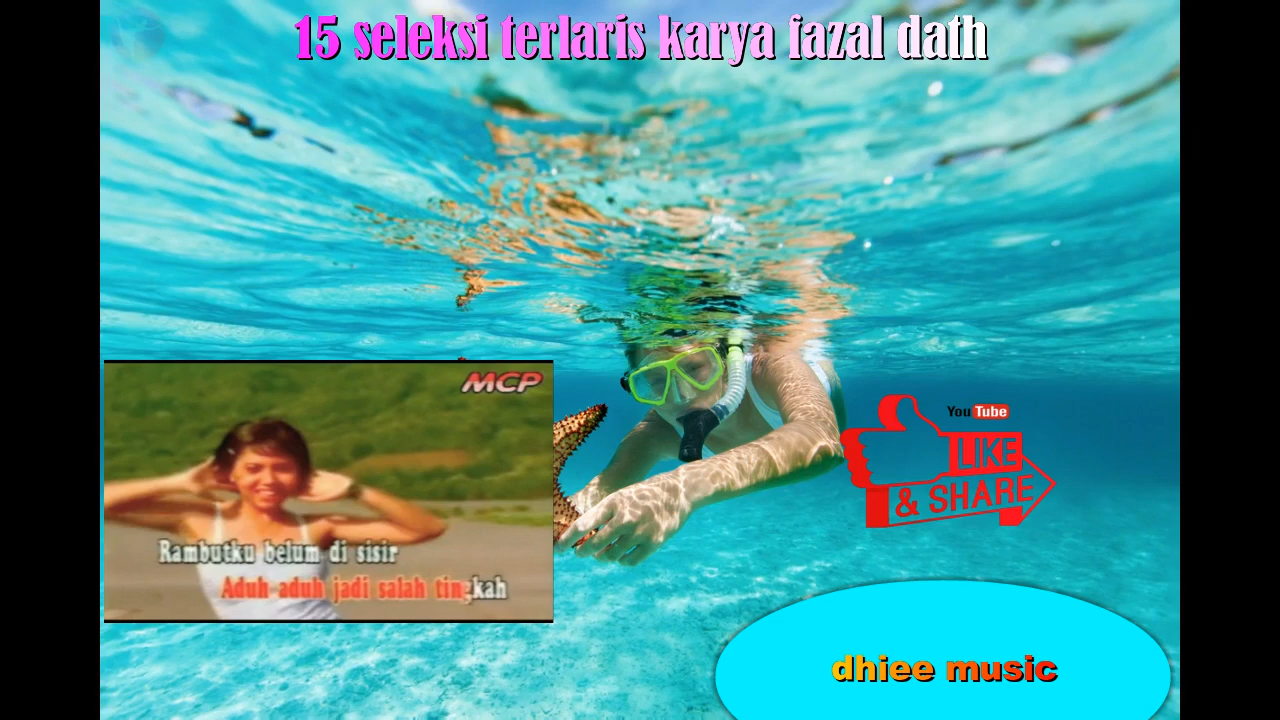 15 seleksi terlaris karya fazal dath
MCP
Rambutku belum di sisir
Aduh aduh jadi salah tingkah
YouTube
LIKE
& SHARE
dhiee music